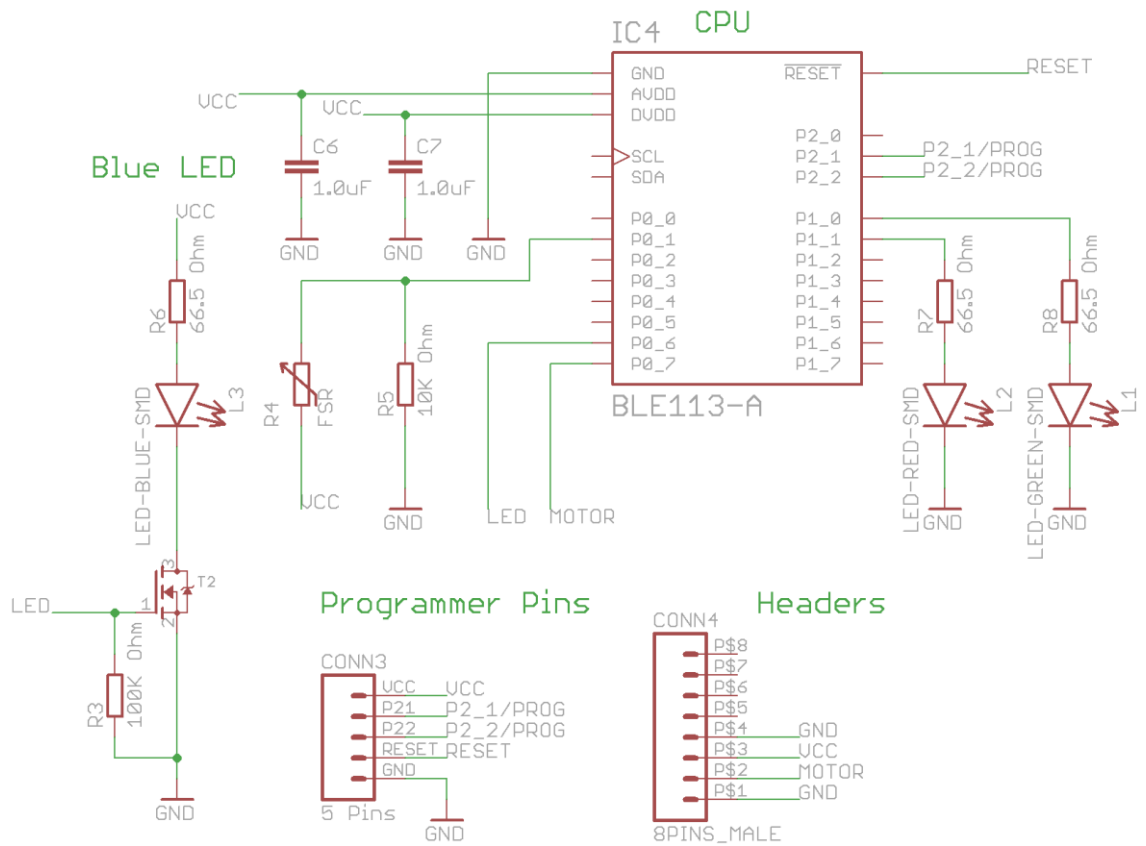 CPU
IC4
GND
AVDD
DVDD
SCL
SDA
P0_0
P0_1
P0_2
P0_3
P0_4
P0_5
P0_6
P0_7
RESET
P2_0
P2_1
P2_2
P1_0
P1_1
P1_2
P1_3
P1_4
P1_5
P1_6
P1_7
BLE113-A
RESET
P2_1/PROG
P2_2/PROG
VCC
VCC
C6
1.0uF
GND
C7
1.0uF
GND
GND
Blue LED
VCC
R6
66.5 Ohm
L3
LED-BLUE-SMD
T2
3
1
2
LED
R3
100K Ohm
GND
R4
FSR
VCC
R5
10K Ohm
GND
LED
MOTOR
R7
66.5 Ohm
L2
LED-RED-SMD
GND
R8
66.5 Ohm
L1
LED-GREEN-SMD
GND
Programmer Pins
CONN3
VCC VCC
P21 P2_1/PROG
P22 P2_2/PROG
RESET RESET
GND
5 Pins
GND
Headers
CONN4
P$8
P$7
P$6
P$5
P$4 GND
P$3 VCC
P$2 MOTOR
P$1 GND
8PINS_MALE